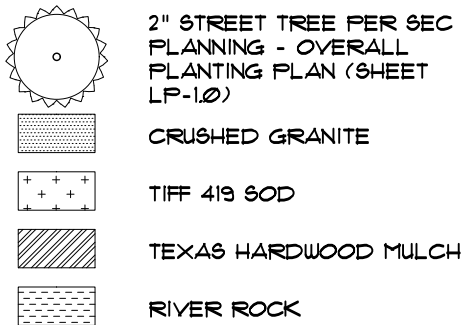 2" STREET TREE PER SEC
PLANNING - OVERALL
PLANTING PLAN (SHEET
LP-1.0)
CRUSHED GRANITE
TIFF 419 SOD
TEXAS HARDWOOD MULCH
RIVER ROCK